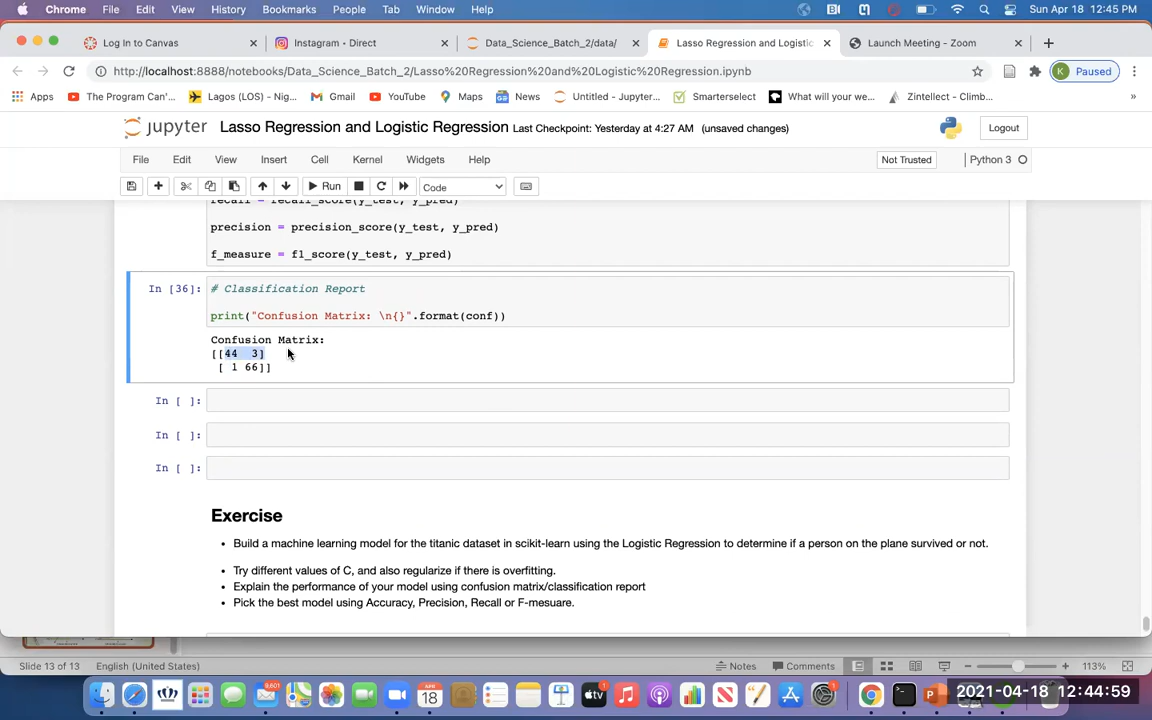 Chrome File Edit View History Bookmarks People Tab Window Help Sun Apr 18 12:45 PM
Log In to Canvas Instagram • Direct Data_Science_Batch_2/data/ Lasso Regression and Logistic Launch Meeting - Zoom
http://localhost:8888/notebooks/Data_Science_Batch_2/Lasso%20Regression%20and%20Logistic%20Regression.ipynb K Paused
Apps The Program Can'... Lagos (LOS) – Nig... Gmail YouTube Maps News Untitled - Jupyter... Smarterselect What will your we... Zintellect - Climb... »
jupyter Lasso Regression and Logistic Regression Last Checkpoint: Yesterday at 4:27 AM (unsaved changes) Logout
File Edit View Insert Cell Kernel Widgets Help Not Trusted Python 3
Run Code
recall = recall_score(y_test, y_pred)
precision = precision_score(y_test, y_pred)
f_measure = f1_score(y_test, y_pred)
In [36]: # Classification Report
print("Confusion Matrix: \n{}".format(conf))
Confusion Matrix:
[[44 3]
[ 1 66]]
In [ ]:
In [ ]:
In [ ]:
Exercise
• Build a machine learning model for the titanic dataset in scikit-learn using the Logistic Regression to determine if a person on the plane survived or not.
• Try different values of C, and also regularize if there is overfitting.
• Explain the performance of your model using confusion matrix/classification report
• Pick the best model using Accuracy, Precision, Recall or F-mesuare.
Slide 13 of 13 English (United States) Notes Comments 113%
2021-04-18 12:44:59